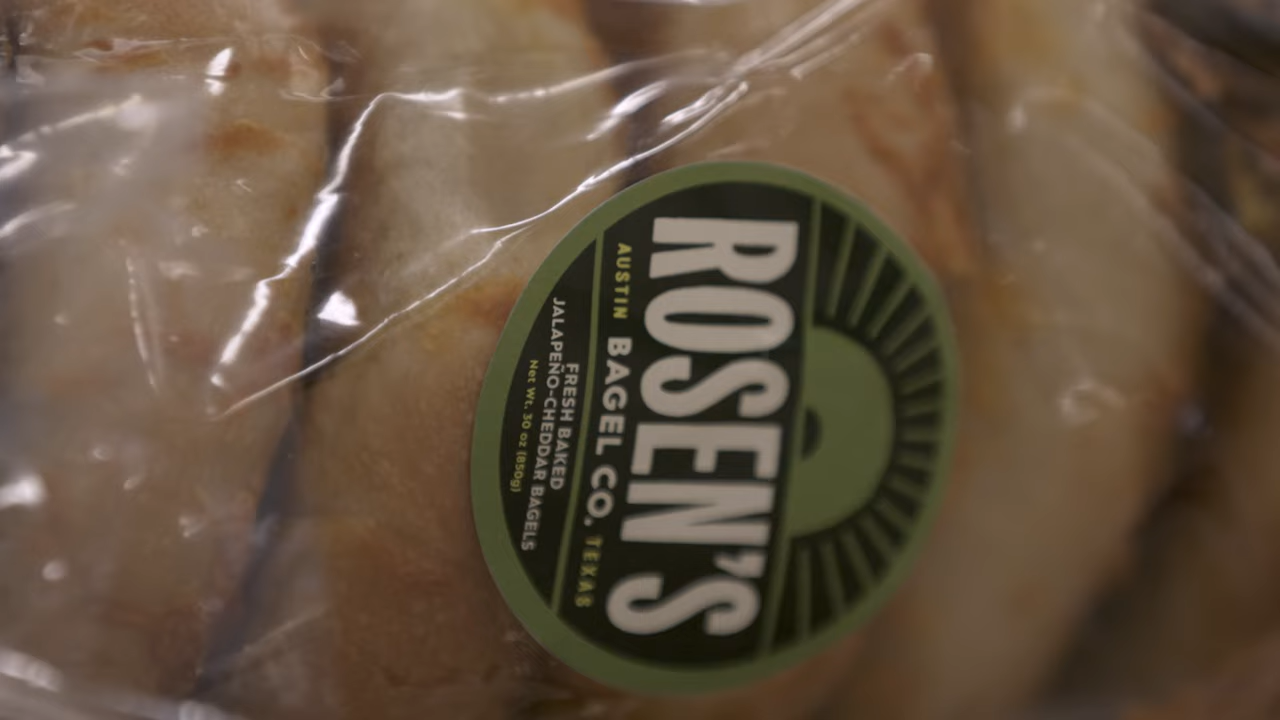 ROSEN'S
AUSTIN BAGEL CO. TEXAS
FRESH BAKED
JALAPEÑO-CHEDDAR BAGELS
Net Wt. 30 oz (850g)